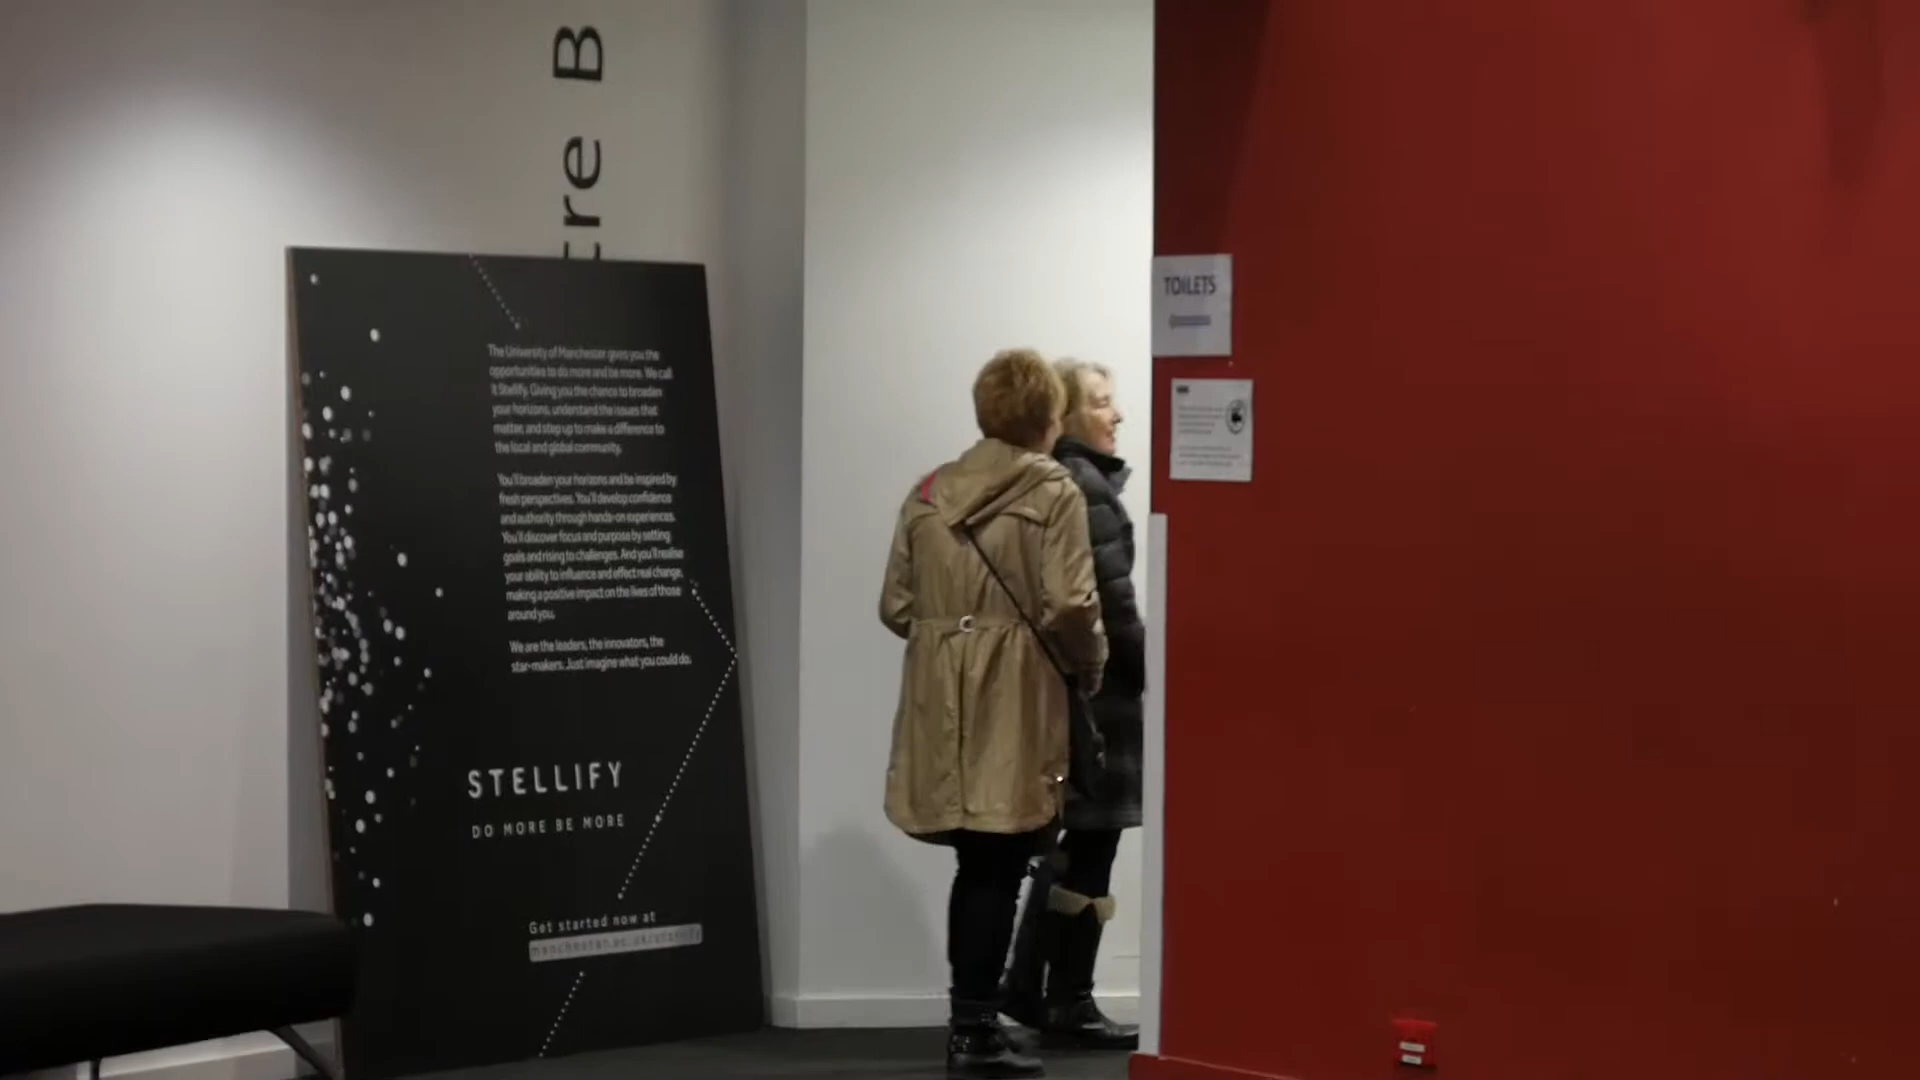 tre B
The University of Manchester gives you the
opportunities to do more and be more. We call
it Stellify. Giving you the chance to broaden
your horizons, understand the issues that
matter, and step up to make a difference to
the local and global community.
You'll broaden your horizons and be inspired by
fresh perspectives. You'll develop confidence
and authority through hands-on experiences.
You'll discover focus and purpose by setting
goals and rising to challenges. And you'll realise
your ability to influence and effect real change,
making a positive impact on the lives of those
around you.
We are the leaders, the innovators, the
star-makers. Just imagine what you could do.
STELLIFY
DO MORE BE MORE
Get started now at
manchester.ac.uk/stellify
TOILETS